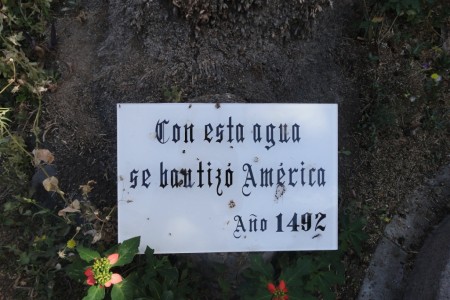 Con esta agua
se bautizó América
Año 1492